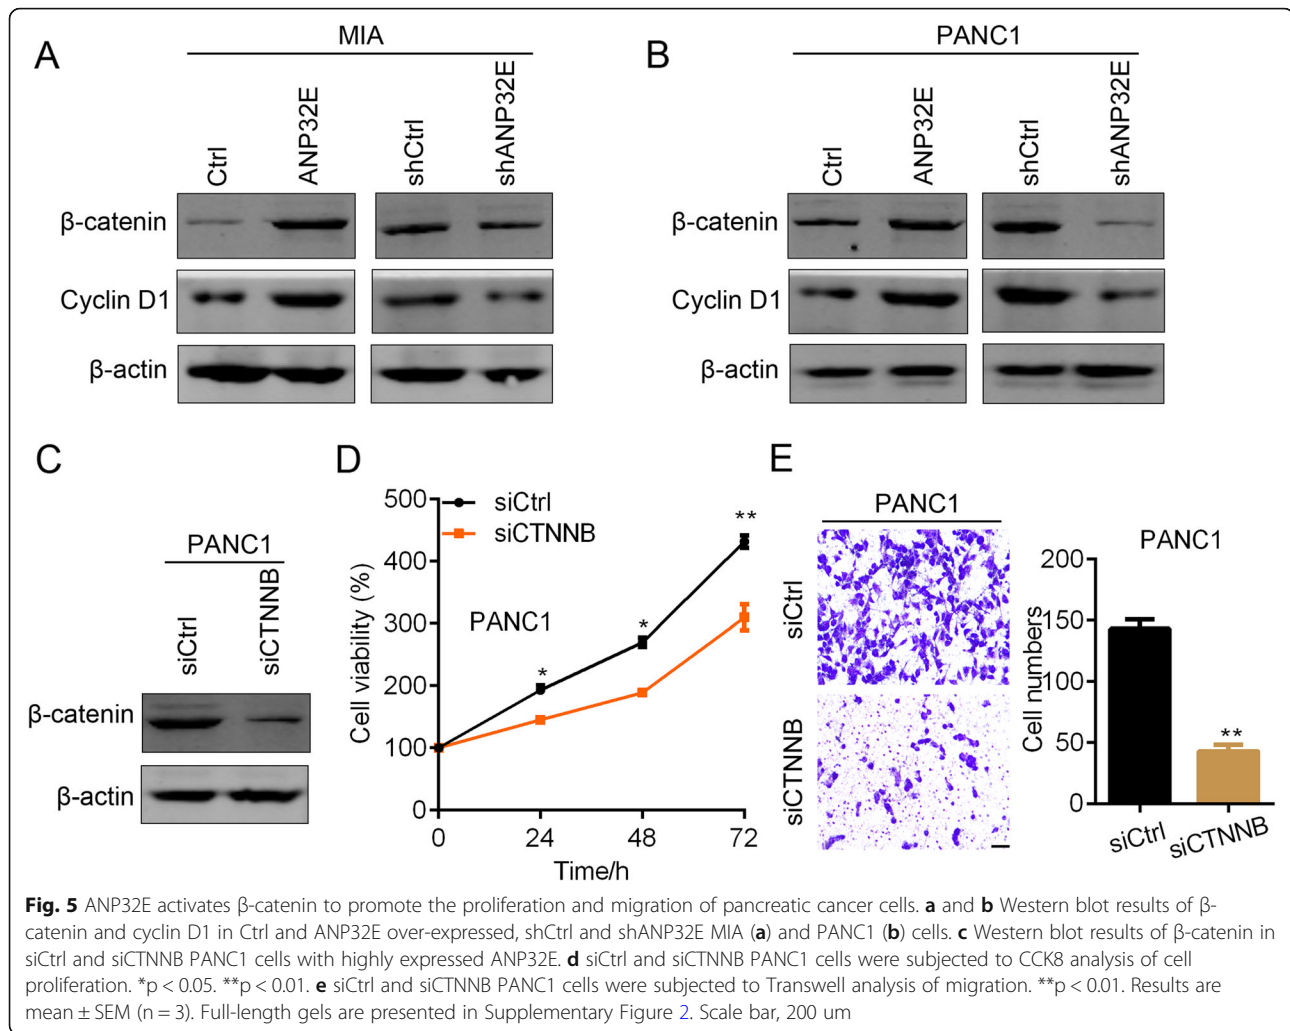 A
MIA
Ctrl
ANP32E
shCtrl
shANP32E
β-catenin
Cyclin D1
β-actin
B
PANC1
Ctrl
ANP32E
shCtrl
shANP32E
β-catenin
Cyclin D1
β-actin
C
PANC1
siCtrl
siCTNNB
β-catenin
β-actin
D
siCtrl
siCTNNB
Cell viability (%)
500
400
300
200
100
0
PANC1
*
*
**
0 24 48 72
Time/h
E
PANC1
siCtrl
siCTNNB
PANC1
Cell numbers
200
150
100
50
0
**
siCtrl
siCTNNB
Fig. 5 ANP32E activates β-catenin to promote the proliferation and migration of pancreatic cancer cells. a and b Western blot results of β-
catenin and cyclin D1 in Ctrl and ANP32E over-expressed, shCtrl and shANP32E MIA (a) and PANC1 (b) cells. c Western blot results of β-catenin in
siCtrl and siCTNNB PANC1 cells with highly expressed ANP32E. d siCtrl and siCTNNB PANC1 cells were subjected to CCK8 analysis of cell
proliferation. *p < 0.05. **p < 0.01. e siCtrl and siCTNNB PANC1 cells were subjected to Transwell analysis of migration. **p < 0.01. Results are
mean ± SEM (n = 3). Full-length gels are presented in Supplementary Figure 2. Scale bar, 200 um